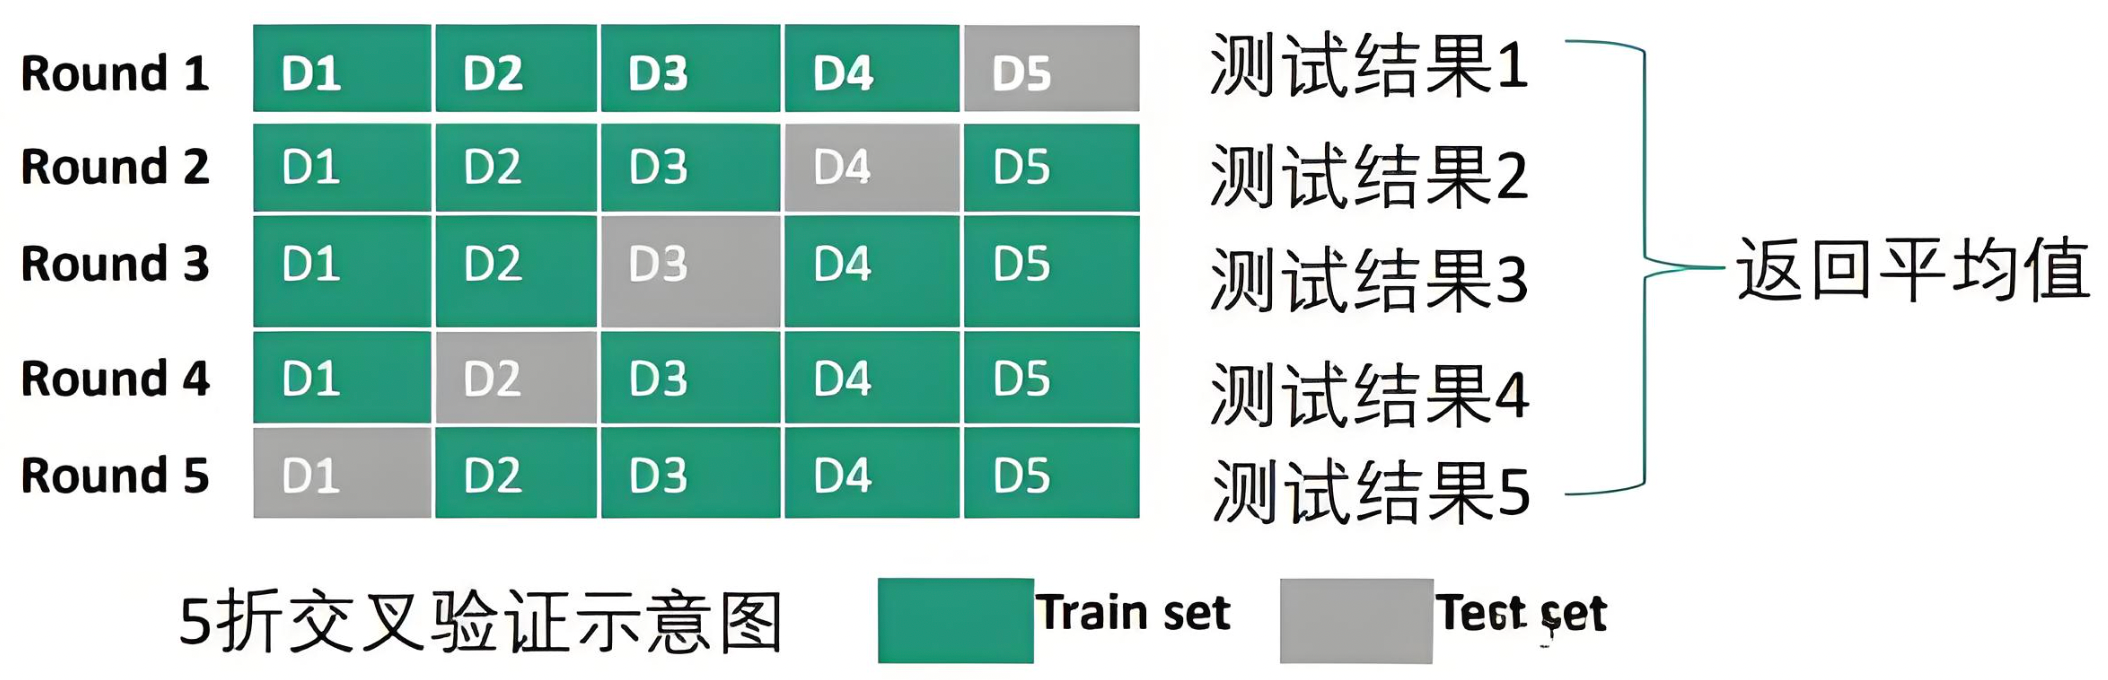 Round 1 D1 D2 D3 D4 D5 测试结果1
Round 2 D1 D2 D3 D4 D5 测试结果2
Round 3 D1 D2 D3 D4 D5 测试结果3
返回平均值
Round 4 D1 D2 D3 D4 D5 测试结果4
Round 5 D1 D2 D3 D4 D5 测试结果5
5折交叉验证示意图 Train set Test set